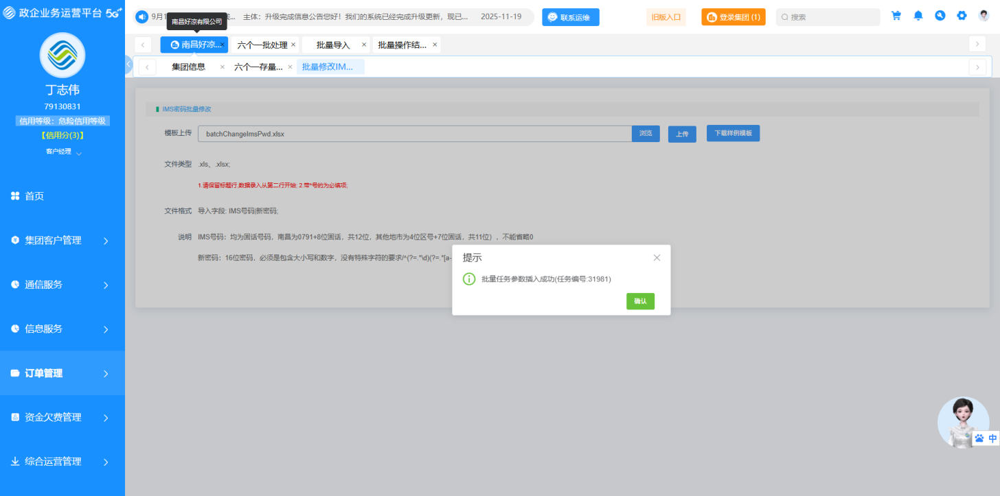 政企业务运营平台 5G+
丁志伟
79130831
信用等级：危险信用等级
【信用分(3)】
客户经理
首页
集团客户管理
通信服务
信息服务
订单管理
资金欠费管理
综合运营管理
9月1
南昌好凉有限公司
主体：升级完成信息公告您好！我们的系统已经完成升级更新，现已...
2025-11-19
联系运维
旧版入口
登录集团 (1)
搜索
南昌好凉... ×
六个一批处理 ×
批量导入 ×
批量操作结... ×
集团信息 ×
六个一存量... ×
批量修改IM...
IMS密码批量修改
模板上传 batchChangeImsPwd.xlsx 浏览 上传 下载样例模板
文件类型 .xls、.xlsx;
1.请保留标题行,数据录入从第二行开始; 2.带*号的为必填项;
文件格式 导入字段: IMS号码|新密码;
说明 IMS号码：均为固话号码，南昌为0791+8位固话，共12位，其他地市为4位区号+7位固话，共11位），不能省略0
新密码：16位密码，必须是包含大小写和数字，没有特殊字符的要求/^(?=.*\d)(?=.*[a-
提示
批量任务参数插入成功(任务编号:31981)
确认
中